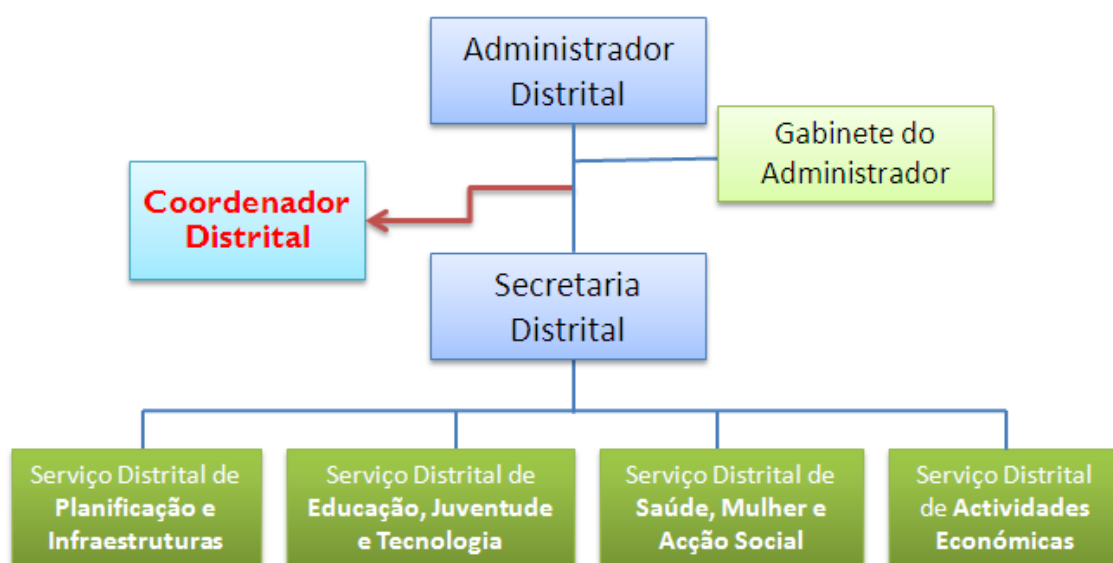 Administrador
Distrital
Gabinete do
Administrador
Coordenador
Distrital
Secretaria
Distrital
Serviço Distrital de
Planificação e
Infraestruturas
Serviço Distrital de
Educação, Juventude
e Tecnologia
Serviço Distrital de
Saúde, Mulher e
Acção Social
Serviço Distrital
de Actividades
Económicas